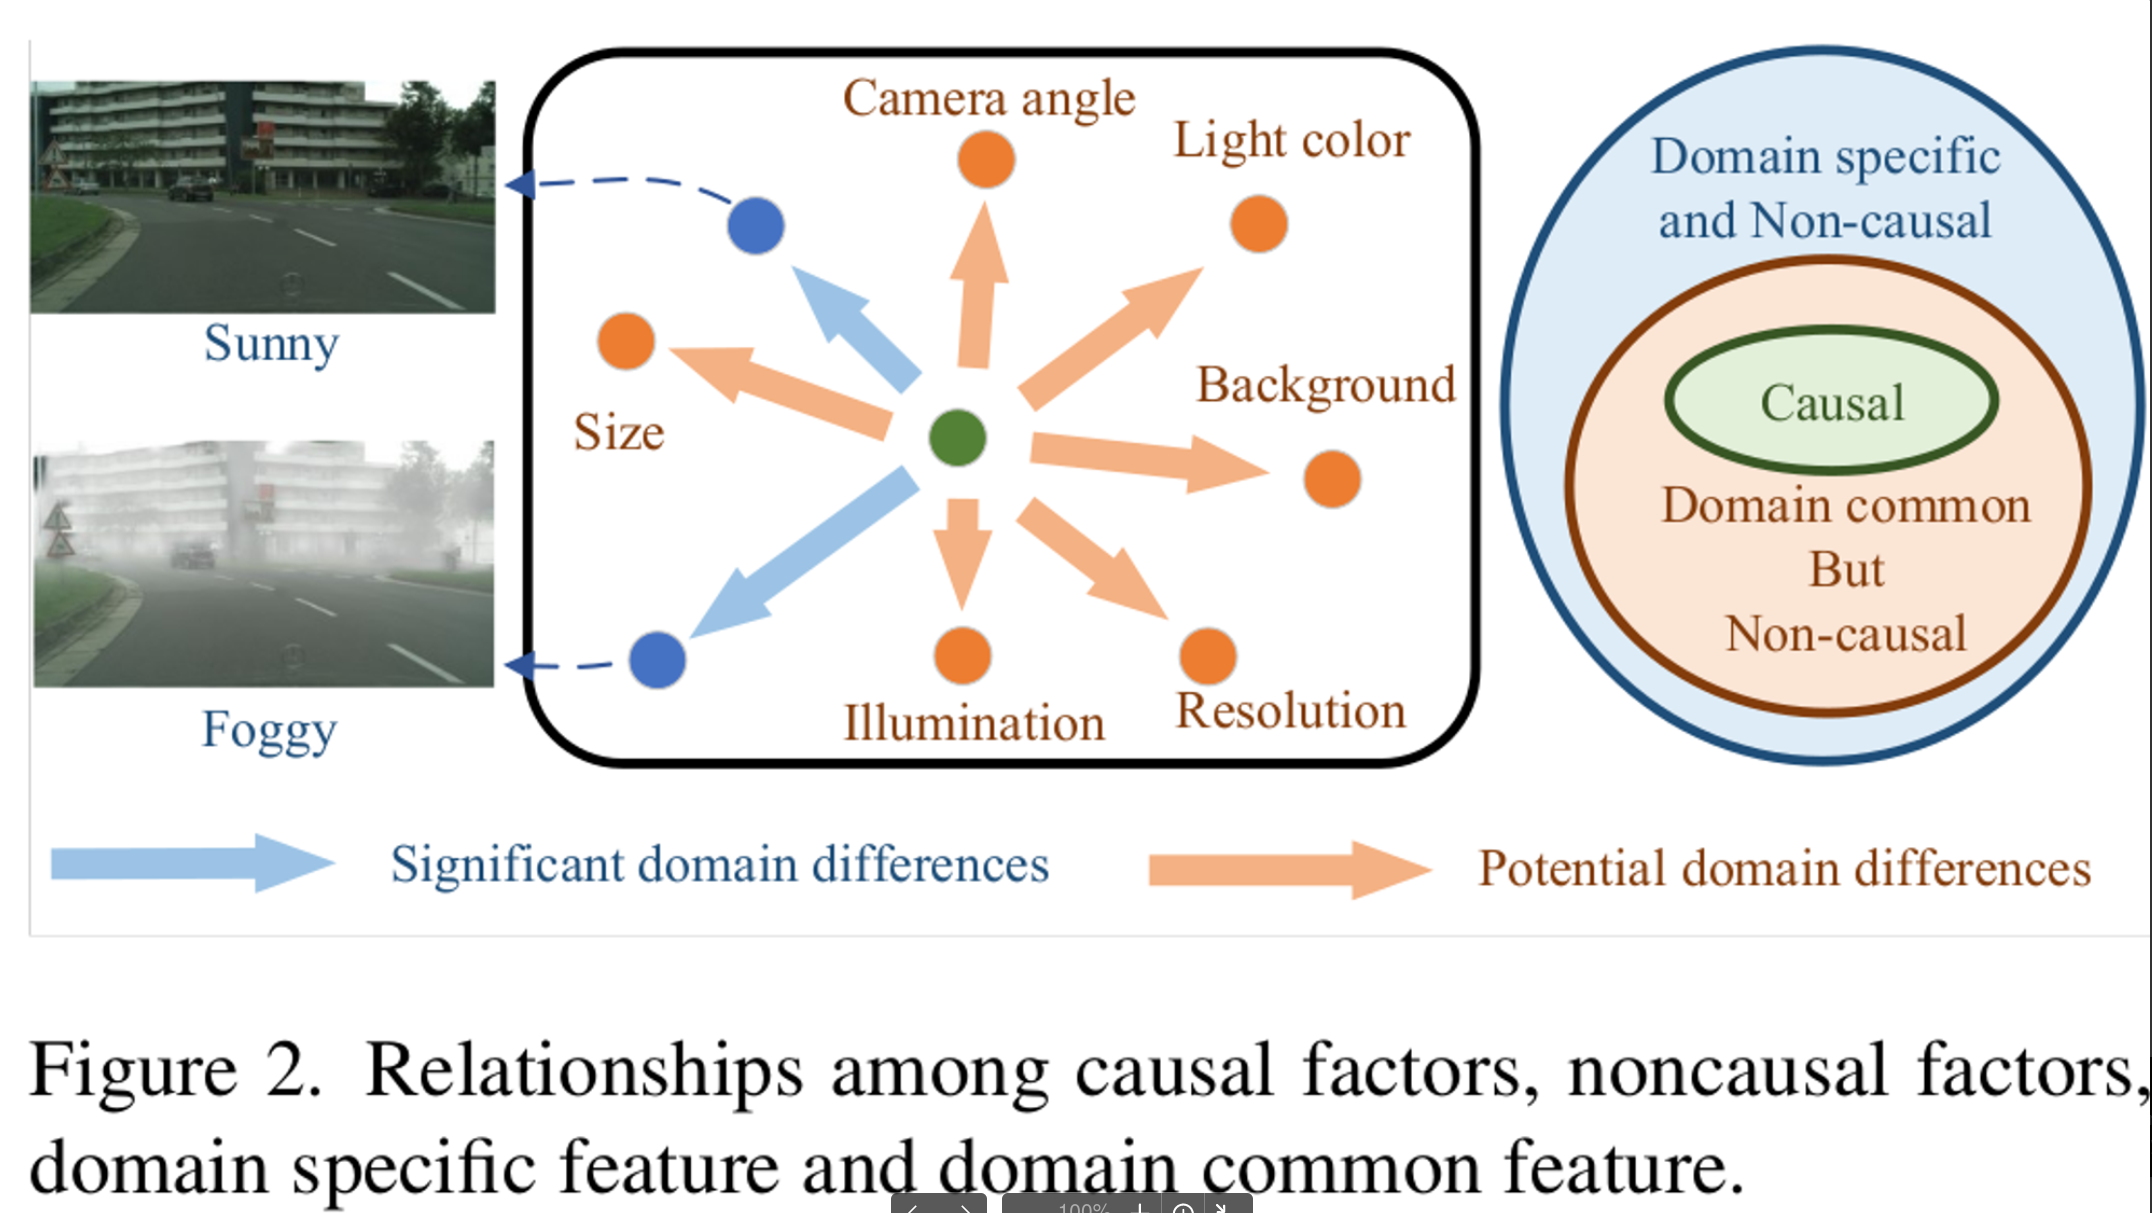 Camera angle
Light color
Sunny
Size
Background
Foggy
Illumination
Resolution
Domain specific
and Non-causal
Causal
Domain common
But
Non-causal
Significant domain differences
Potential domain differences
Figure 2. Relationships among causal factors, noncausal factors,
domain specific feature and domain common feature.
100%